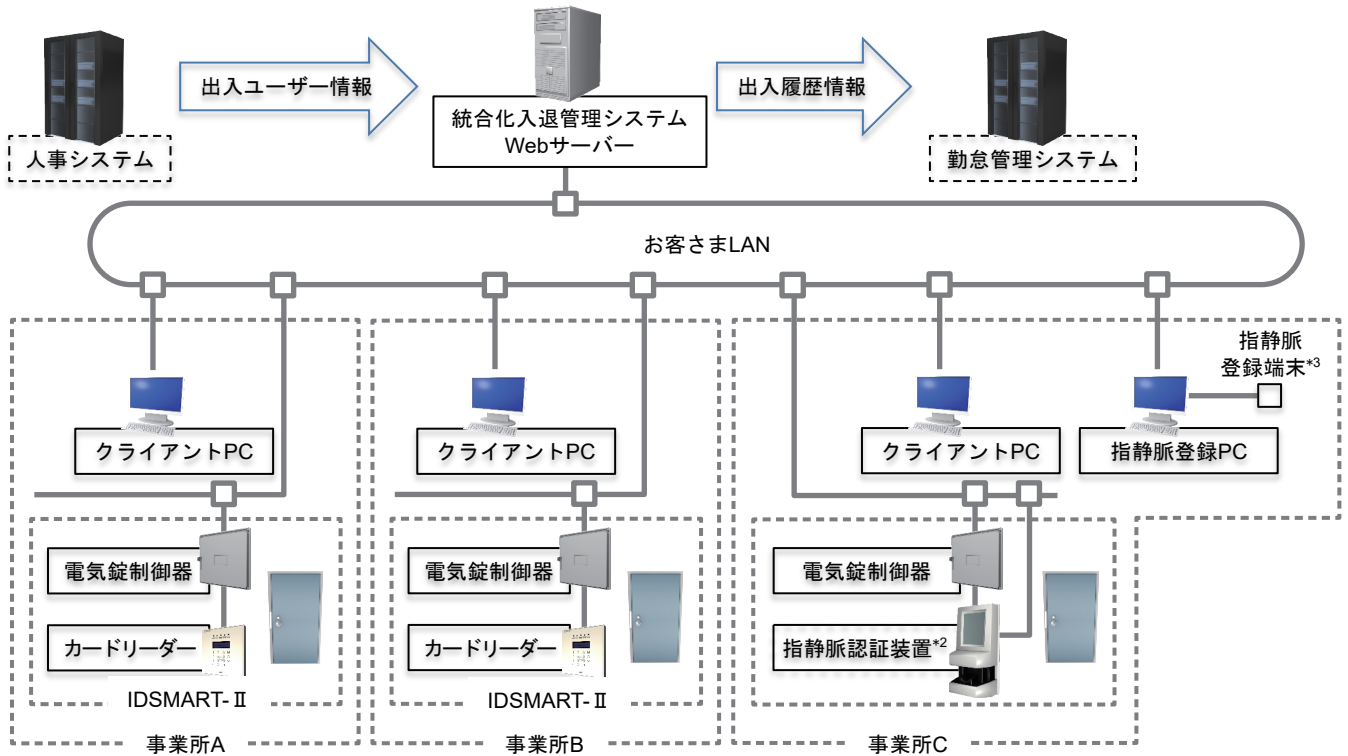 出入ユーザー情報
出入履歴情報
人事システム
統合化入退管理システム
Webサーバー
勤怠管理システム
お客さまLAN
クライアントPC
クライアントPC
クライアントPC
指静脈登録PC
指静脈
登録端末*3
電気錠制御器
カードリーダー
IDSMART-Ⅱ
事業所A
電気錠制御器
カードリーダー
IDSMART-Ⅱ
事業所B
電気錠制御器
指静脈認証装置*2
事業所C